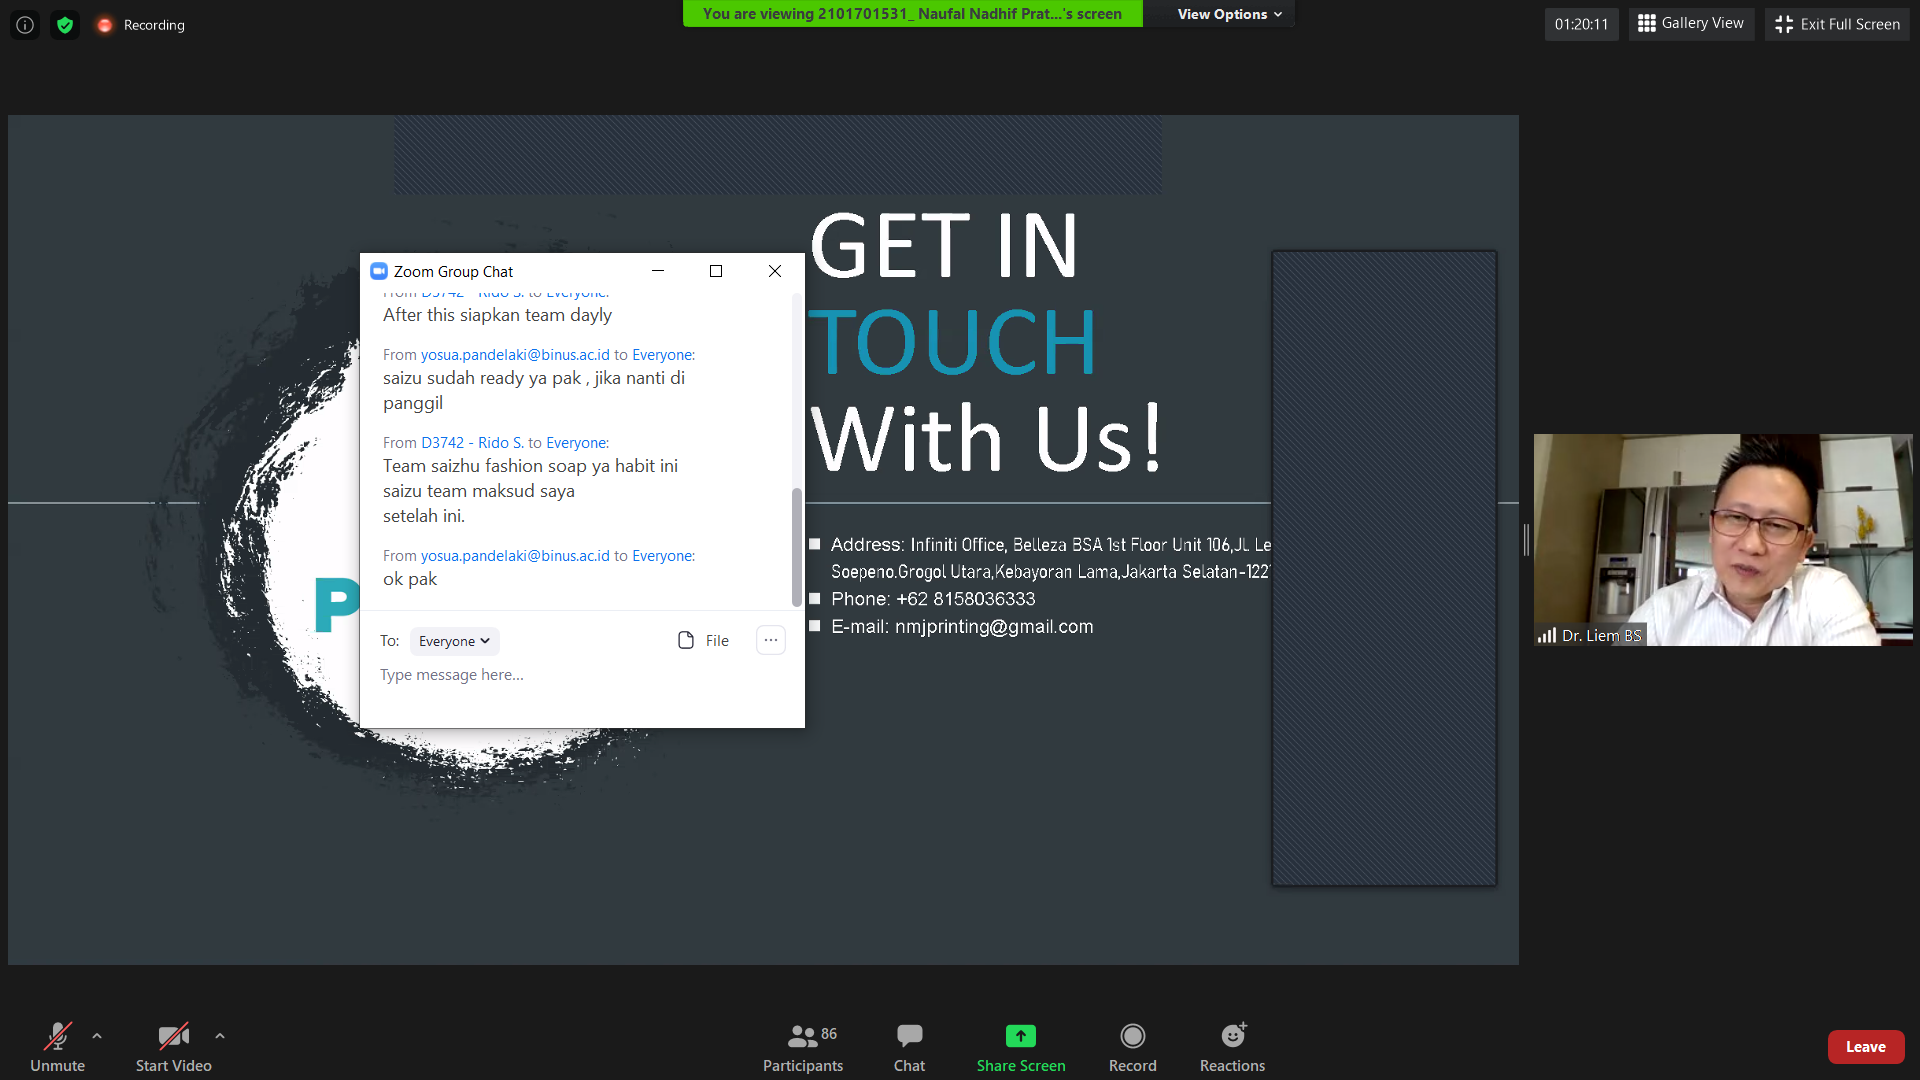 Recording
You are viewing 2101701531_ Naufal Nadhif Prat...'s screen
View Options
01:20:11
Gallery View
Exit Full Screen
GET IN
TOUCH
With Us!
Address: Infiniti Office, Belleza BSA 1st Floor Unit 106,Jl. Le
Soepeno.Grogol Utara,Kebayoran Lama,Jakarta Selatan-122
Phone: +62 8158036333
E-mail: nmjprinting@gmail.com
P
Zoom Group Chat
From D3742 - Rido S. to Everyone:
After this siapkan team dayly
From yosua.pandelaki@binus.ac.id to Everyone:
saizu sudah ready ya pak , jika nanti di
panggil
From D3742 - Rido S. to Everyone:
Team saizhu fashion soap ya habit ini
saizu team maksud saya
setelah ini.
From yosua.pandelaki@binus.ac.id to Everyone:
ok pak
To: Everyone
File
Type message here...
Dr. Liem BS
Unmute
Start Video
86
Participants
Chat
Share Screen
Record
Reactions
Leave